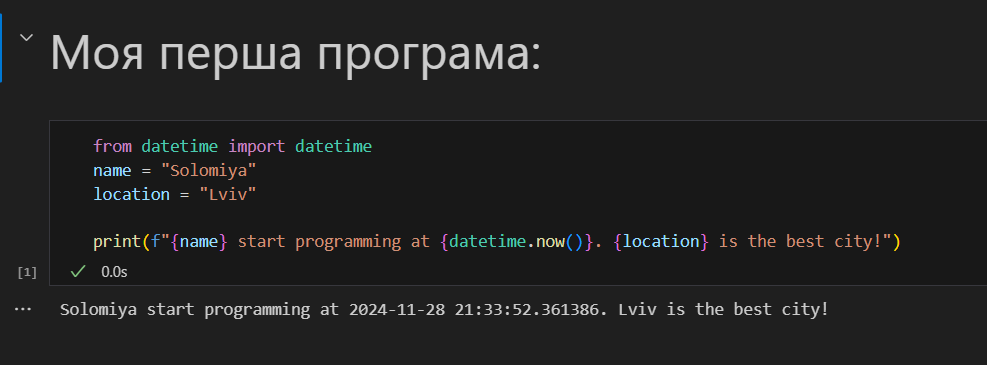 Моя перша програма:
from datetime import datetime
name = "Solomiya"
location = "Lviv"
print(f"{name} start programming at {datetime.now()}. {location} is the best city!")
[1]
0.0s
Solomiya start programming at 2024-11-28 21:33:52.361386. Lviv is the best city!